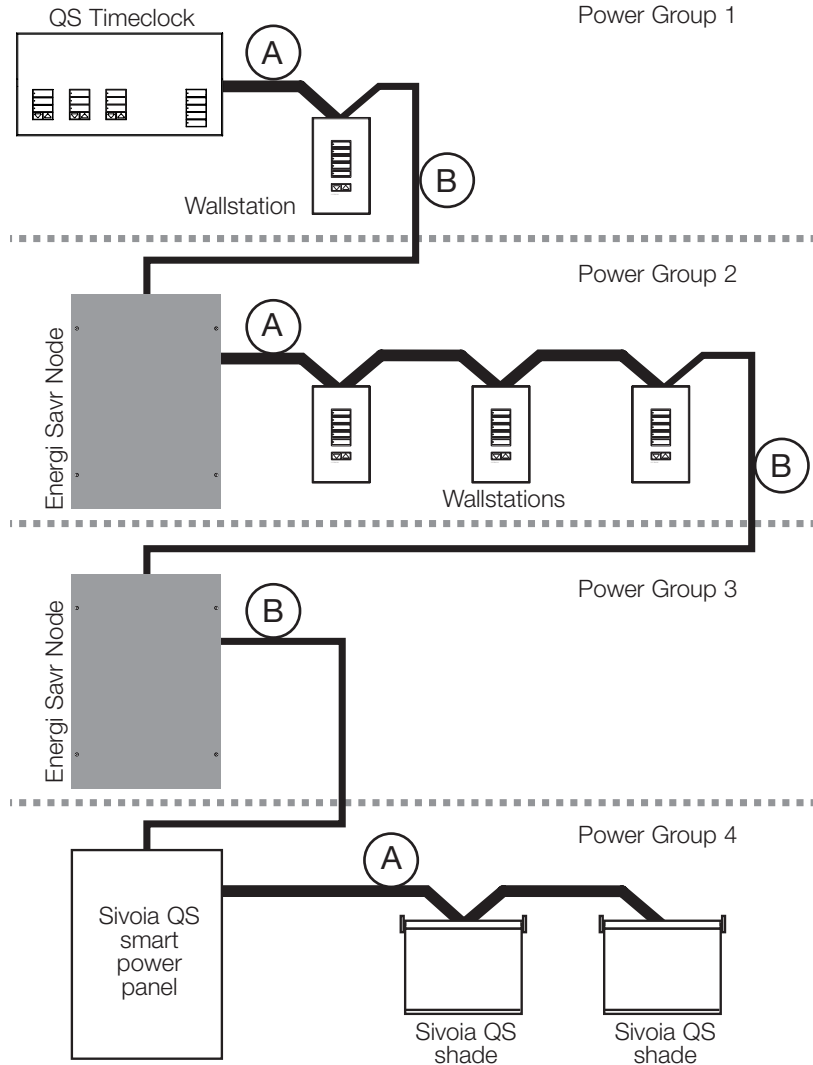 QS Timeclock
Power Group 1
A
B
Wallstation
Power Group 2
A
Energi Savr Node
B
Wallstations
Power Group 3
B
Energi Savr Node
Power Group 4
A
Sivoia QS
smart
power
panel
Sivoia QS
shade
Sivoia QS
shade